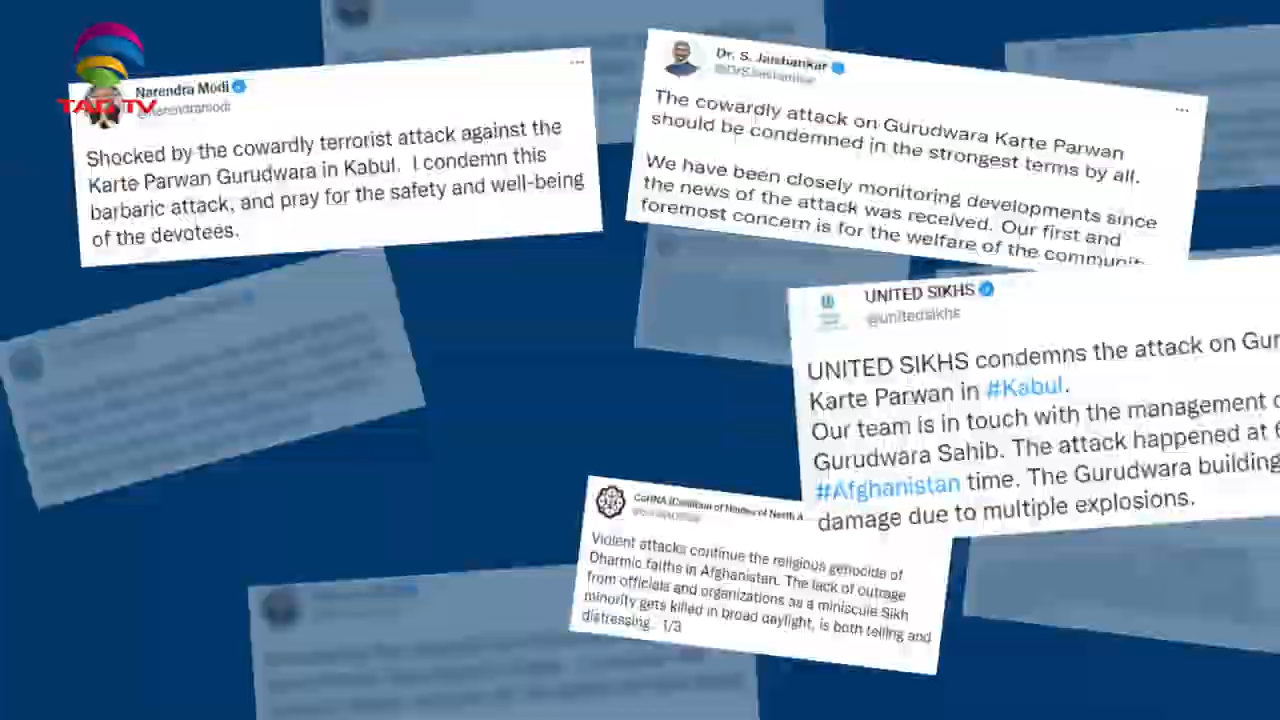 TAG TV
Narendra Modi
@narendramodi
Shocked by the cowardly terrorist attack against the
Karte Parwan Gurudwara in Kabul. I condemn this
barbaric attack, and pray for the safety and well-being
of the devotees.
Dr. S. Jaishankar
@DrSJaishankar
The cowardly attack on Gurudwara Karte Parwan
should be condemned in the strongest terms by all.
We have been closely monitoring developments since
the news of the attack was received. Our first and
foremost concern is for the welfare of the communit
UNITED SIKHS
@unitedsikhs
UNITED SIKHS condemns the attack on Gur
Karte Parwan in #Kabul.
Our team is in touch with the management o
Gurudwara Sahib. The attack happened at 6
#Afghanistan time. The Gurudwara building
damage due to multiple explosions.
CoHNA (Coalition of Hindus of North A
Violent attacks continue the religious genocide of
Dharmic faiths in Afghanistan. The lack of outrage
from officials and organizations as a miniscule Sikh
minority gets killed in broad daylight, is both telling and
distressing. 1/3